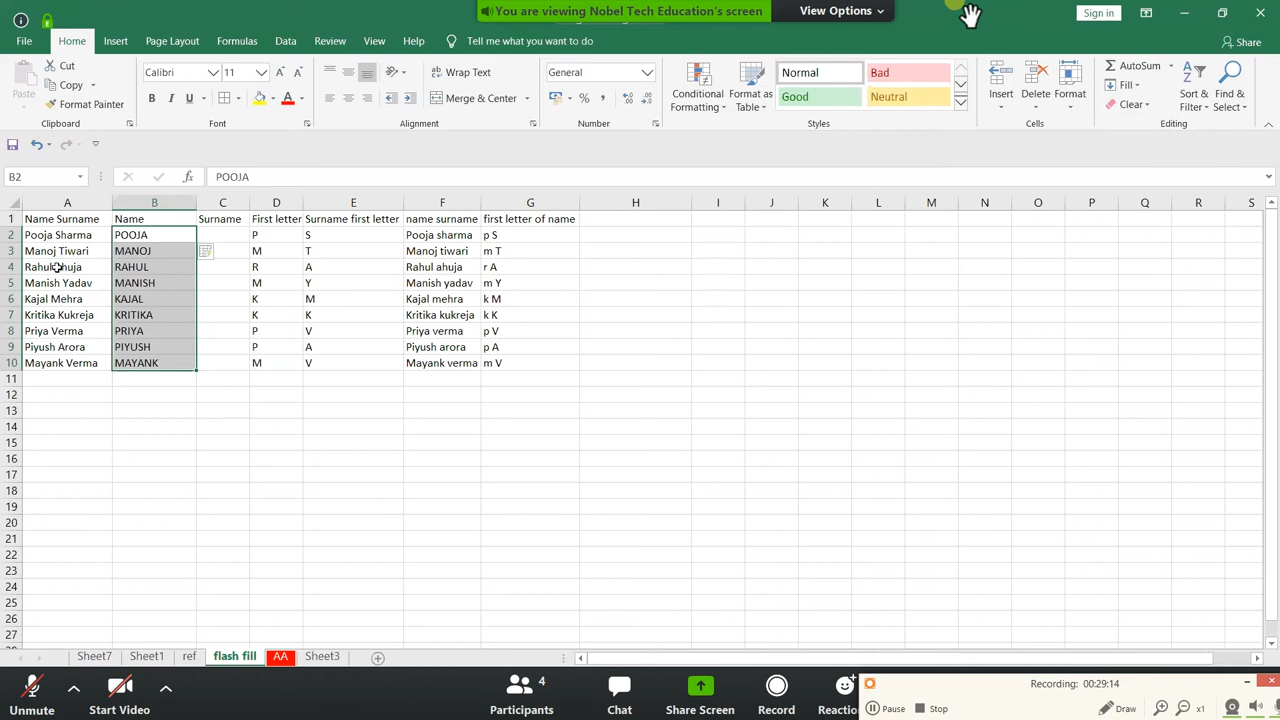 You are viewing Nobel Tech Education's screen
View Options
Sign in
File Home Insert Page Layout Formulas Data Review View Help Tell me what you want to do Share
Paste
Cut
Copy
Format Painter
Calibri 11
B I U
Wrap Text
Merge & Center
General
%
Conditional
Formatting
Format as
Table
Normal Bad
Good Neutral
Insert Delete Format
AutoSum
Fill
Clear
Sort &
Filter
Find &
Select
Clipboard Font Alignment Number Styles Cells Editing
B2 fx POOJA
A B C D E F G H I J K L M N O P Q R S
1 Name Surname Name Surname First letter Surname first letter name surname first letter of name
2 Pooja Sharma POOJA P S Pooja sharma p S
3 Manoj Tiwari MANOJ M T Manoj tiwari m T
4 Rahul Ahuja RAHUL R A Rahul ahuja r A
5 Manish Yadav MANISH M Y Manish yadav m Y
6 Kajal Mehra KAJAL K M Kajal mehra k M
7 Kritika Kukreja KRITIKA K K Kritika kukreja k K
8 Priya Verma PRIYA P V Priya verma p V
9 Piyush Arora PIYUSH P A Piyush arora p A
10 Mayank Verma MAYANK M V Mayank verma m V
11
12
13
14
15
16
17
18
19
20
21
22
23
24
25
26
27
Sheet7 Sheet1 ref flash fill AA Sheet3
Unmute Start Video Participants 4 Chat Share Screen Record
Recording: 00:29:14
Pause Stop Draw x1